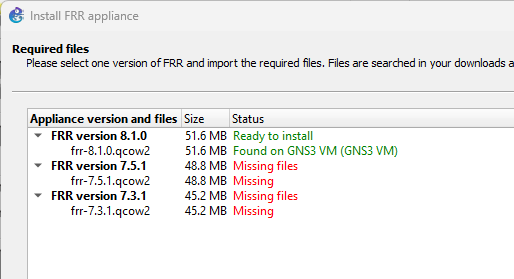 Install FRR appliance
Required files
Please select one version of FRR and import the required files. Files are searched in your downloads a
Appliance version and files Size Status
FRR version 8.1.0 51.6 MB Ready to install
frr-8.1.0.qcow2 51.6 MB Found on GNS3 VM (GNS3 VM)
FRR version 7.5.1 48.8 MB Missing files
frr-7.5.1.qcow2 48.8 MB Missing
FRR version 7.3.1 45.2 MB Missing files
frr-7.3.1.qcow2 45.2 MB Missing